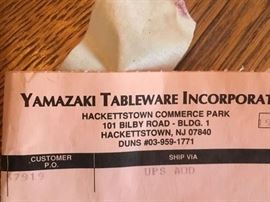 YAMAZAKI TABLEWARE INCORPORAT
HACKETTSTOWN COMMERCE PARK
101 BILBY ROAD - BLDG. 1
HACKETTSTOWN, NJ 07840
DUNS #03-959-1771
CUSTOMER P.O. SHIP VIA
7919 UPS